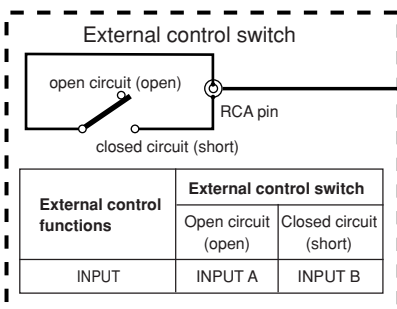 External control switch
open circuit (open)
RCA pin
closed circuit (short)
External control
functions
External control switch
Open circuit
(open)
Closed circuit
(short)
INPUT
INPUT A
INPUT B